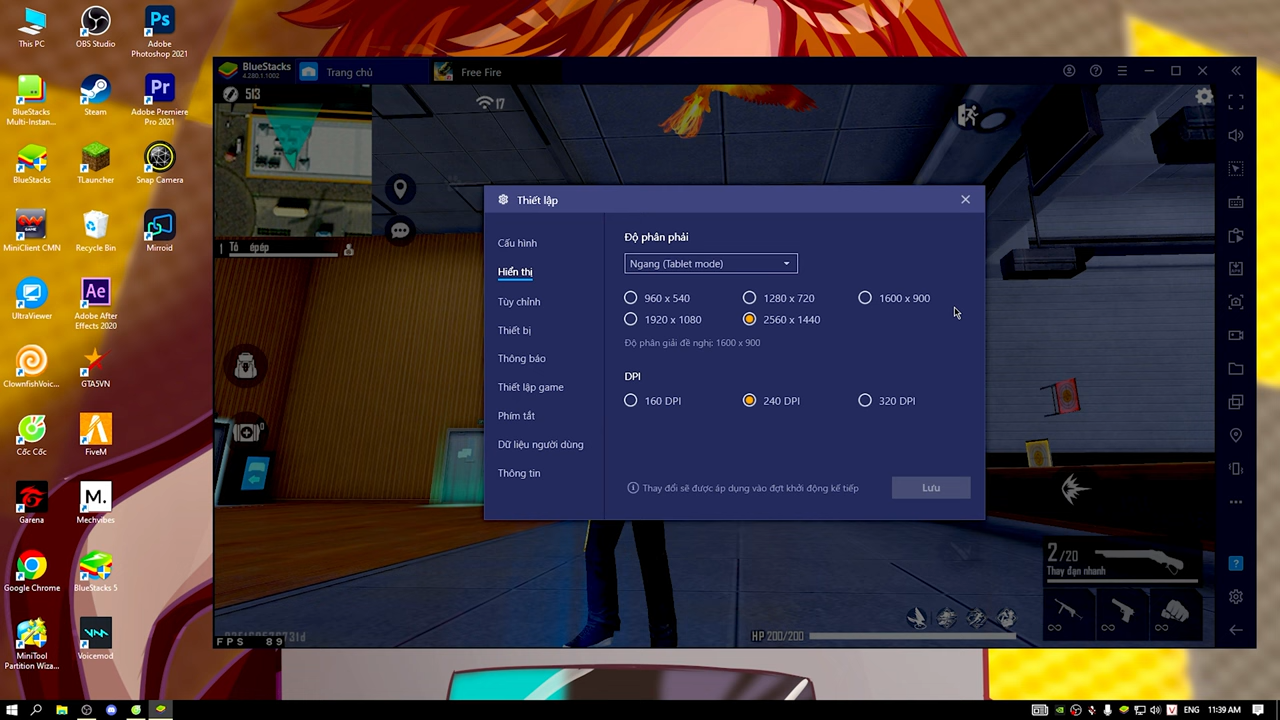 This PC
OBS Studio
Adobe
Photoshop 2021
BlueStacks
Multi-Instan...
Steam
Adobe Premiere
Pro 2021
BlueStacks
TLauncher
Snap Camera
MiniClient CMN
Recycle Bin
Mirroid
UltraViewer
Adobe After
Effects 2020
ClownfishVoic...
GTA5VN
Cốc Cốc
FiveM
Garena
M.
Mechvibes
Google Chrome
BlueStacks 5
MiniTool
Partition Wiza...
Voicemod
BlueStacks
4.280.1.1002
Trang chủ
Free Fire
513
17
Thiết lập
Cấu hình
Hiển thị
Tùy chỉnh
Thiết bị
Thông báo
Thiết lập game
Phím tắt
Dữ liệu người dùng
Thông tin
Độ phân phải
Ngang (Tablet mode)
960 x 540
1280 x 720
1600 x 900
1920 x 1080
2560 x 1440
Độ phân giải đề nghị: 1600 x 900
DPI
160 DPI
240 DPI
320 DPI
Thay đổi sẽ được áp dụng vào đợt khởi động kế tiếp
Lưu
2/20
Thay đạn nhanh
HP 200/200
FPS 89
ENG
11:39 AM